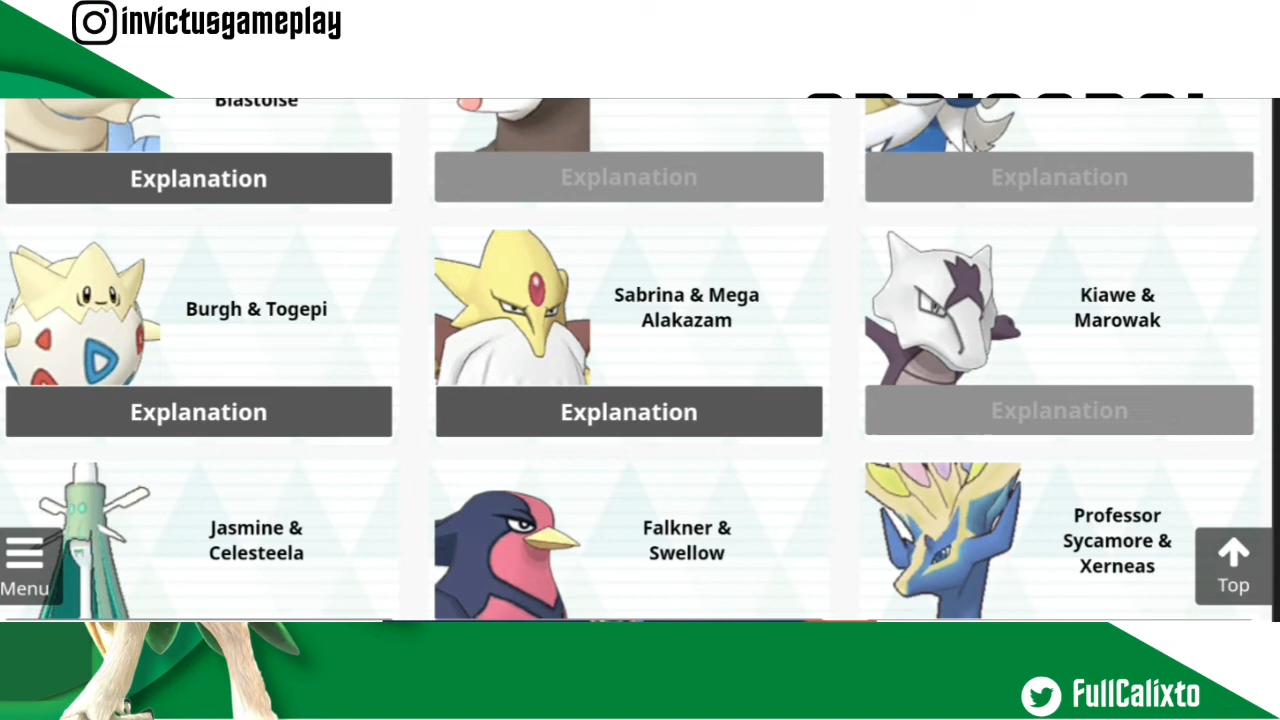 invictusgameplay
Blastoise
Explanation
Explanation
Explanation
Burgh & Togepi
Sabrina & Mega
Alakazam
Kiawe &
Marowak
Explanation
Explanation
Explanation
Jasmine &
Celesteela
Falkner &
Swellow
Professor
Sycamore &
Xerneas
Menu
Top
FullCalixto